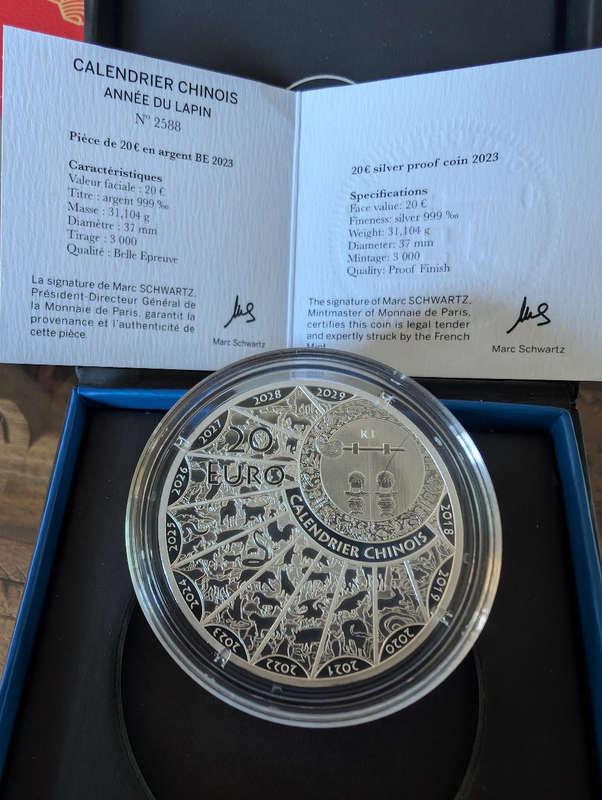 CALENDRIER CHINOIS
ANNÉE DU LAPIN
N° 2588
Pièce de 20€ en argent BE 2023
Caractéristiques
Valeur faciale : 20 €
Titre : argent 999 ‰
Masse : 31,104 g
Diamètre : 37 mm
Tirage : 3 000
Qualité : Belle Epreuve
La signature de Marc SCHWARTZ,
Président-Directeur Général de
la Monnaie de Paris, garantit la
provenance et l'authenticité de
cette pièce
Marc Schwartz
20€ silver proof coin 2023
Specifications
Face value: 20 €
Fineness: silver 999 ‰
Weight: 31,104 g
Diameter: 37 mm
Mintage: 3 000
Quality: Proof Finish
The signature of Marc SCHWARTZ,
Mintmaster of Monnaie de Paris,
certifies this coin is legal tender
and expertly struck by the French
Mint
Marc Schwartz
20
EURO
CALENDRIER CHINOIS
2018
2019
2020
2021
2022
2023
2024
2025
2026
2027
2028
2029